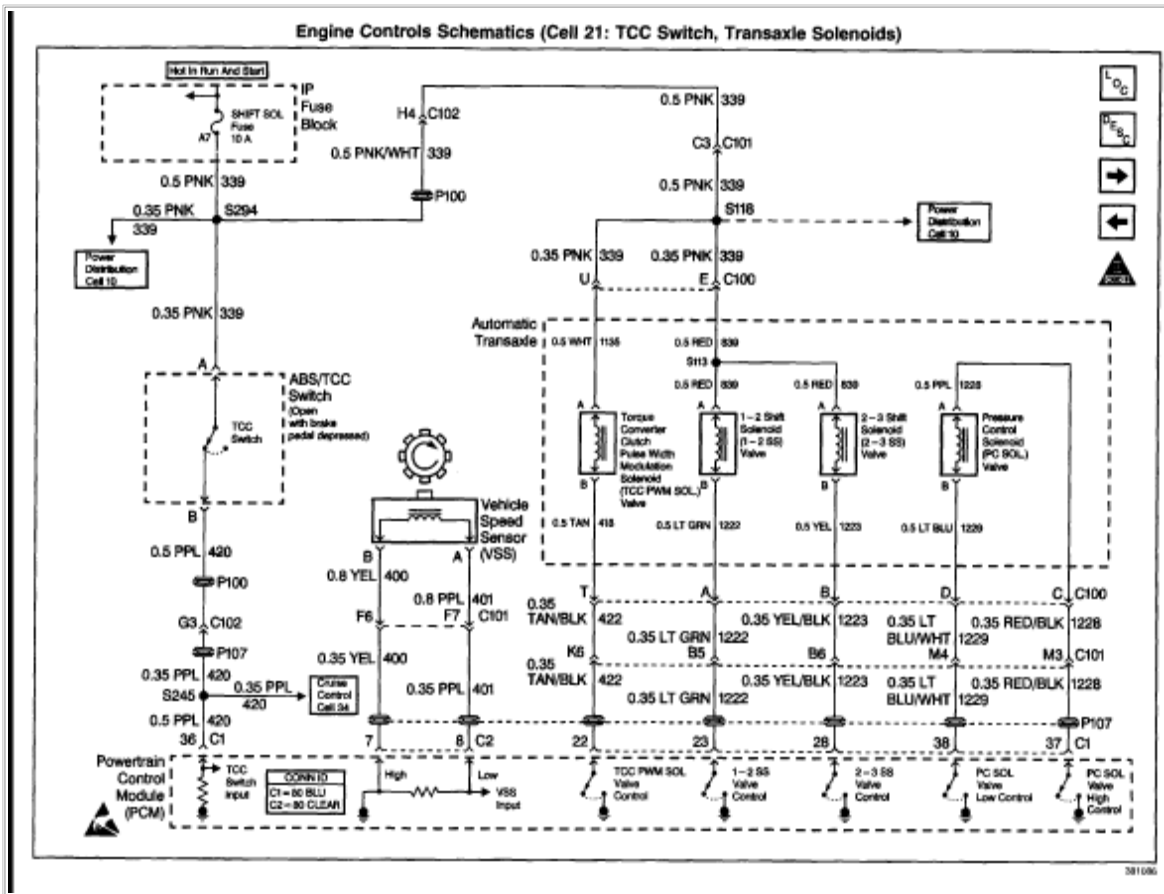 Engine Controls Schematics (Cell 21: TCC Switch, Transaxle Solenoids)
Hot In Run And Start
IP
Fuse
Block
SHIFT SOL
Fuse
10 A
A7
0.5 PNK 339
0.35 PNK
339
S294
Power
Distribution
Cell 10
H4 C102
0.5 PNK/WHT 339
P100
0.5 PNK 339
C3 C101
0.5 PNK 339
S118
Power
Distribution
Cell 10
LOC
DESC
0.35 PNK 339
0.35 PNK 339
U
E C100
0.35 PNK 339
A
ABS/TCC
Switch
(Open
with brake
pedal depressed)
TCC
Switch
B
0.5 PPL 420
P100
G3 C102
P107
0.35 PPL 420
S245
0.35 PPL
420
Cruise
Control
Cell 34
0.5 PPL 420
36 C1
Vehicle
Speed
Sensor
(VSS)
B
A
0.8 YEL 400
0.8 PPL 401
F6
F7 C101
0.35 YEL 400
0.35 PPL 401
7
8 C2
Automatic
Transaxle
0.5 WHT 1135
0.5 RED 839
S113
0.5 RED 839
0.5 RED 839
0.5 PPL 1228
A
A
A
A
Torque
Converter
Clutch
Pulse Width
Modulation
Solenoid
(TCC PWM SOL.)
Valve
1-2 Shift
Solenoid
(1-2 SS)
Valve
2-3 Shift
Solenoid
(2-3 SS)
Valve
Pressure
Control
Solenoid
(PC SOL.)
Valve
B
B
B
B
0.5 TAN 418
0.5 LT GRN 1222
0.5 YEL 1223
0.5 LT BLU 1229
T
A
B
D
C C100
0.35
TAN/BLK 422
0.35 LT GRN 1222
0.35 YEL/BLK 1223
0.35 LT
BLU/WHT 1229
0.35 RED/BLK 1228
K6
B5
B6
M4
M3 C101
0.35
TAN/BLK 422
0.35 LT GRN 1222
0.35 YEL/BLK 1223
0.35 LT
BLU/WHT 1229
0.35 RED/BLK 1228
P107
22
23
28
38
37 C1
Powertrain
Control
Module
(PCM)
TCC
Switch
Input
CONN ID
C1=80 BLU
C2=80 CLEAR
High
Low
VSS
Input
TCC PWM SOL
Valve
Control
1-2 SS
Valve
Control
2-3 SS
Valve
Control
PC SOL
Valve
Low Control
PC SOL
Valve
High
Control